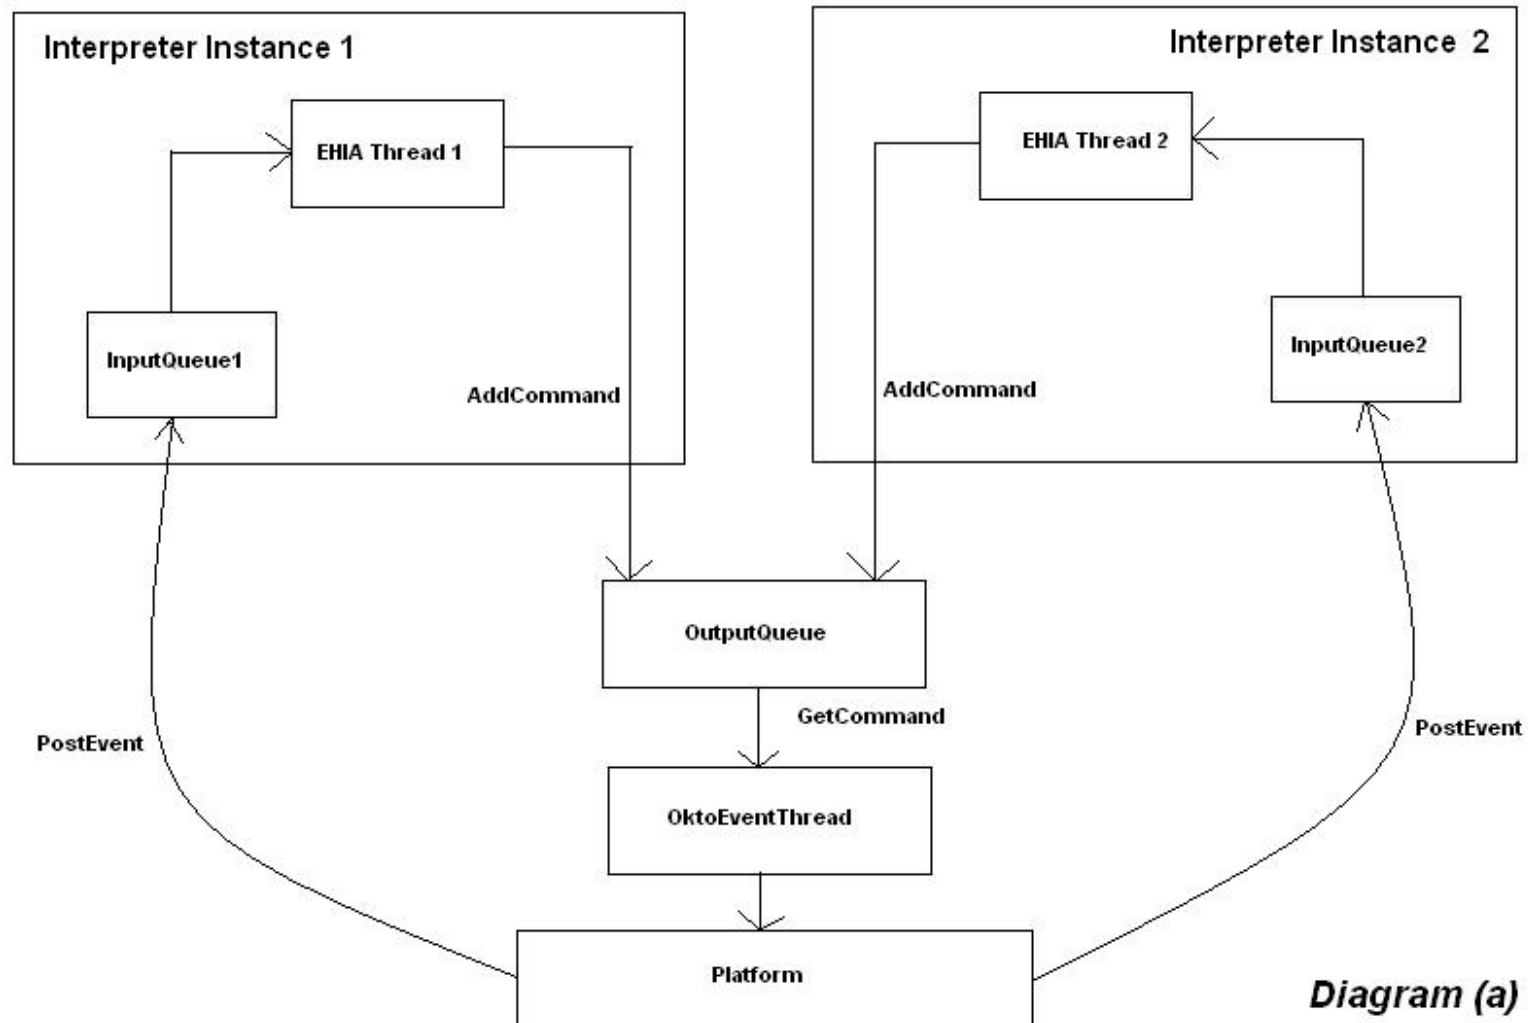 Interpreter Instance 1
Interpreter Instance 2
EHIA Thread 1
EHIA Thread 2
InputQueue1
InputQueue2
AddCommand
AddCommand
OutputQueue
GetCommand
PostEvent
PostEvent
OktoEventThread
Platform
Diagram (a)